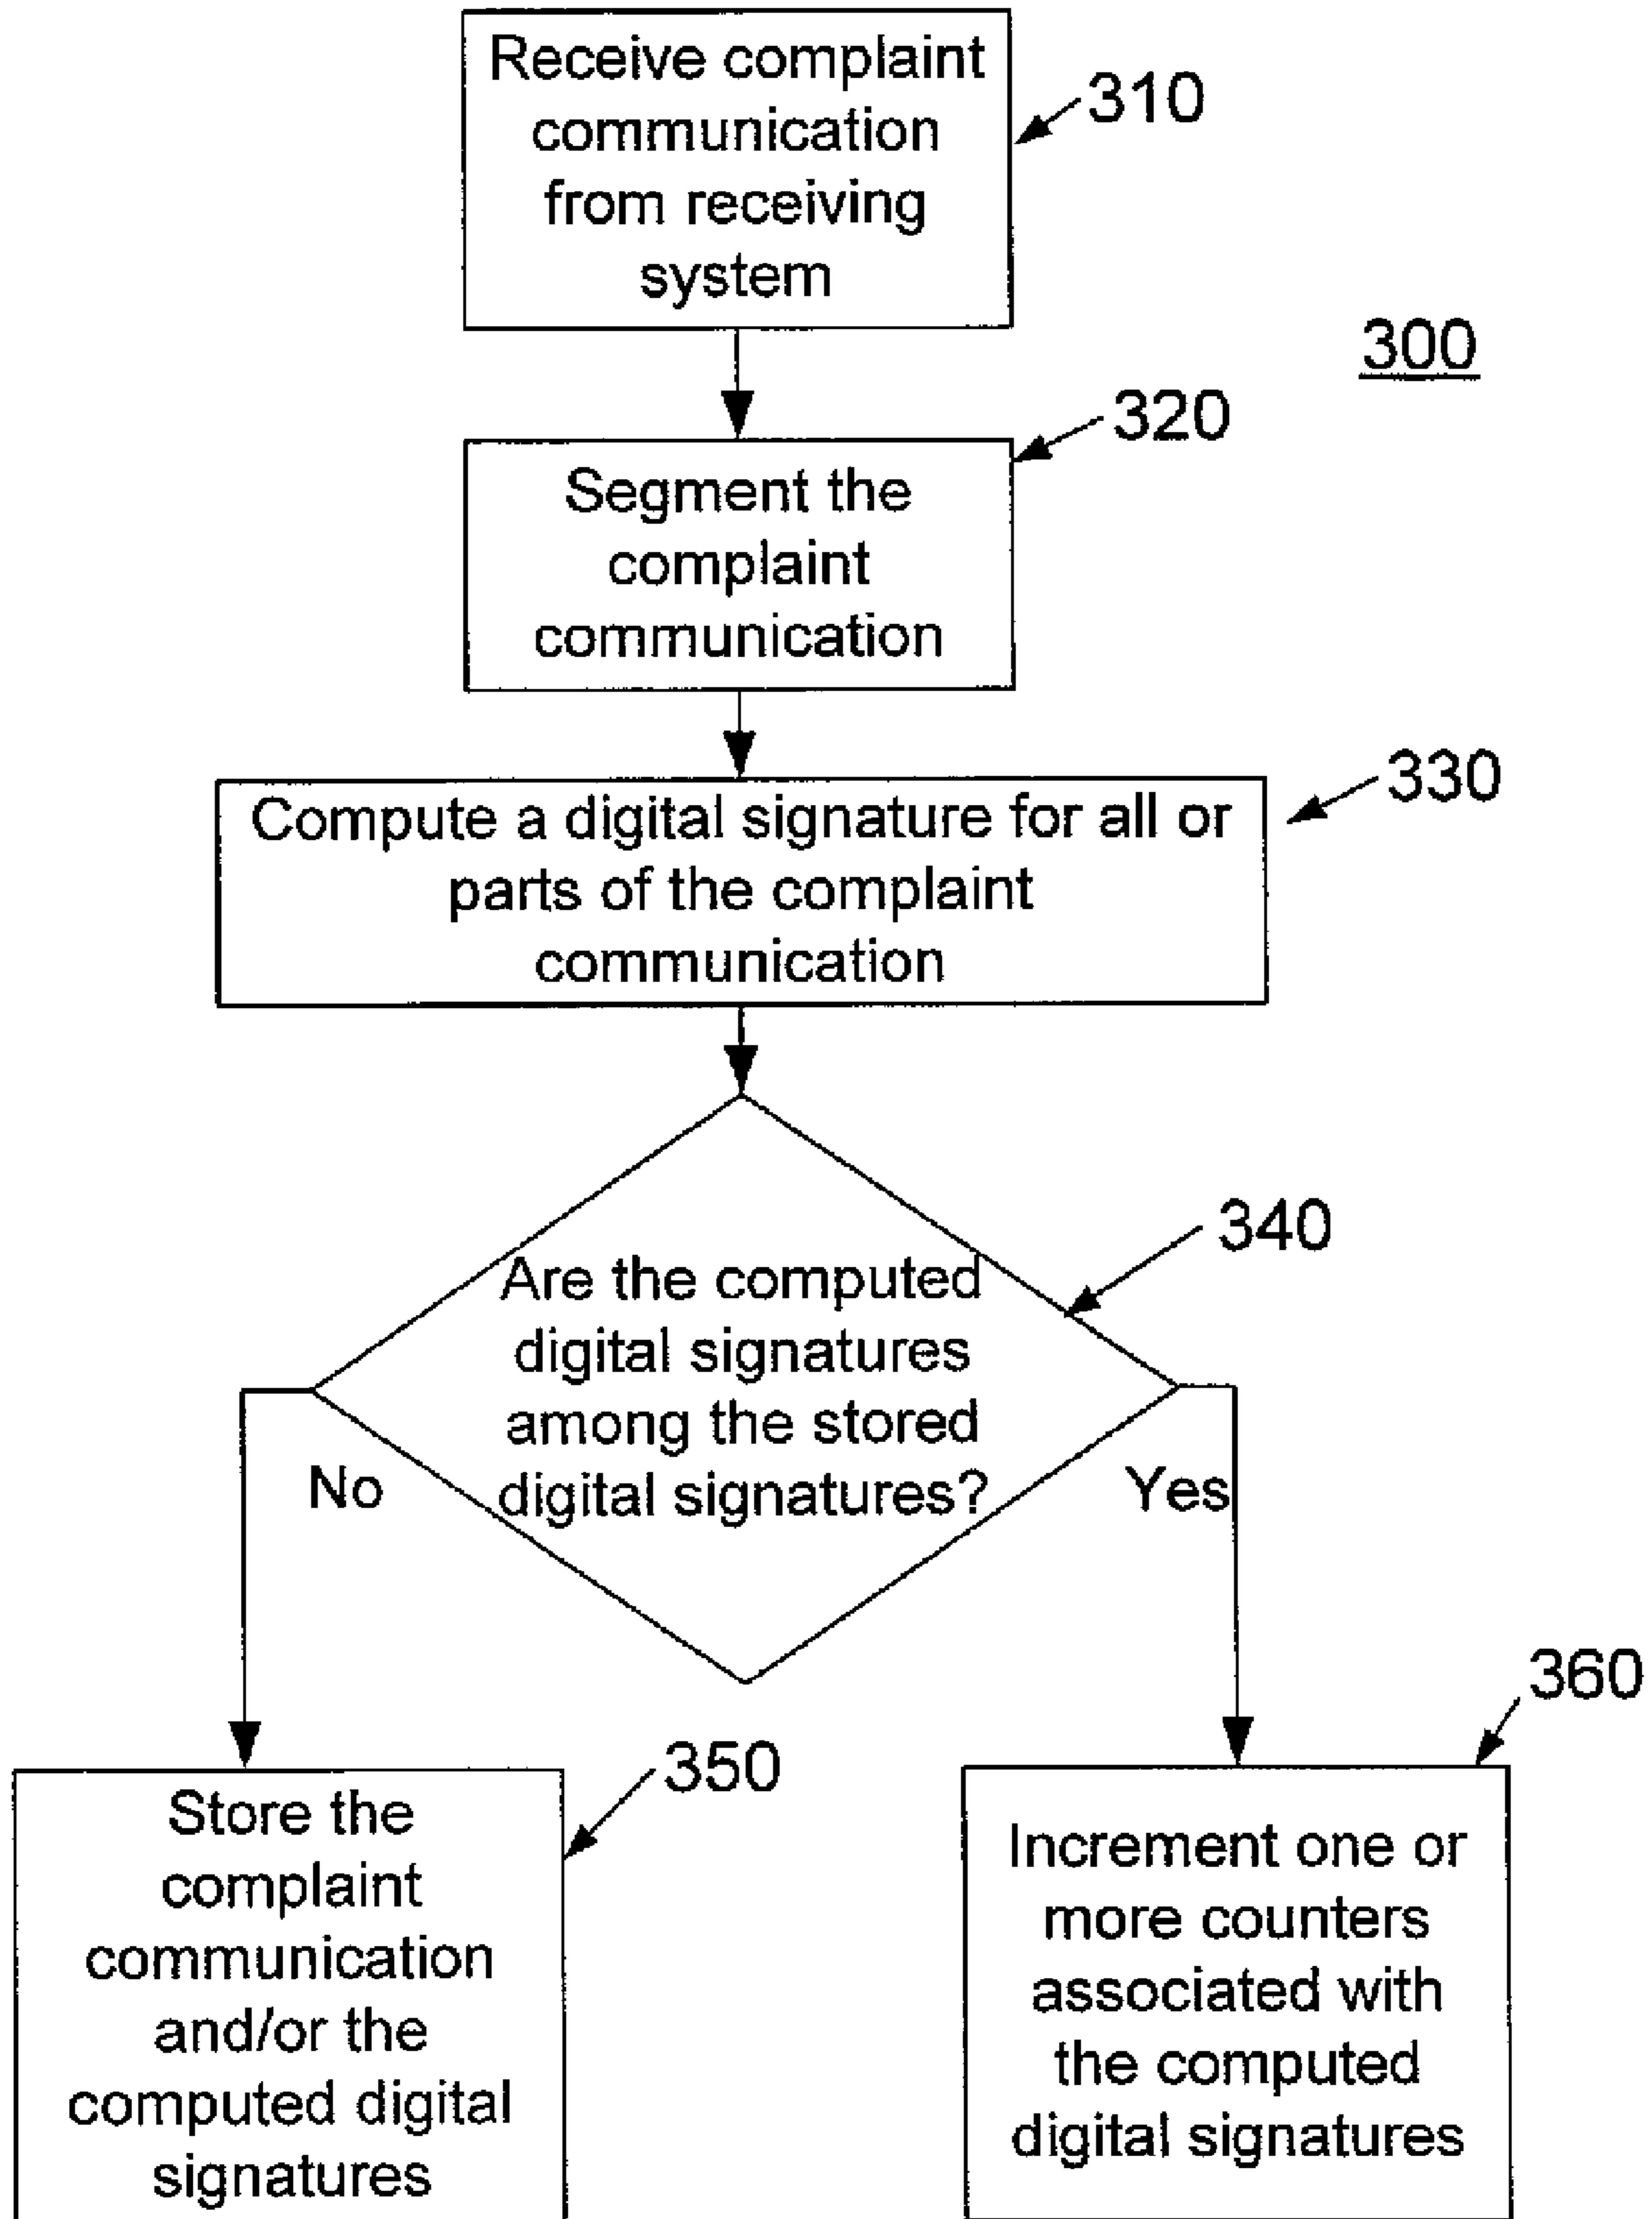 Receive complaint
communication
from receiving
system
310
300
320
Segment the
complaint
communication
330
Compute a digital signature for all or
parts of the complaint
communication
340
Are the computed
digital signatures
among the stored
digital signatures?
No
Yes
360
350
Store the
complaint
communication
and/or the
computed digital
signatures
Increment one or
more counters
associated with
the computed
digital signatures